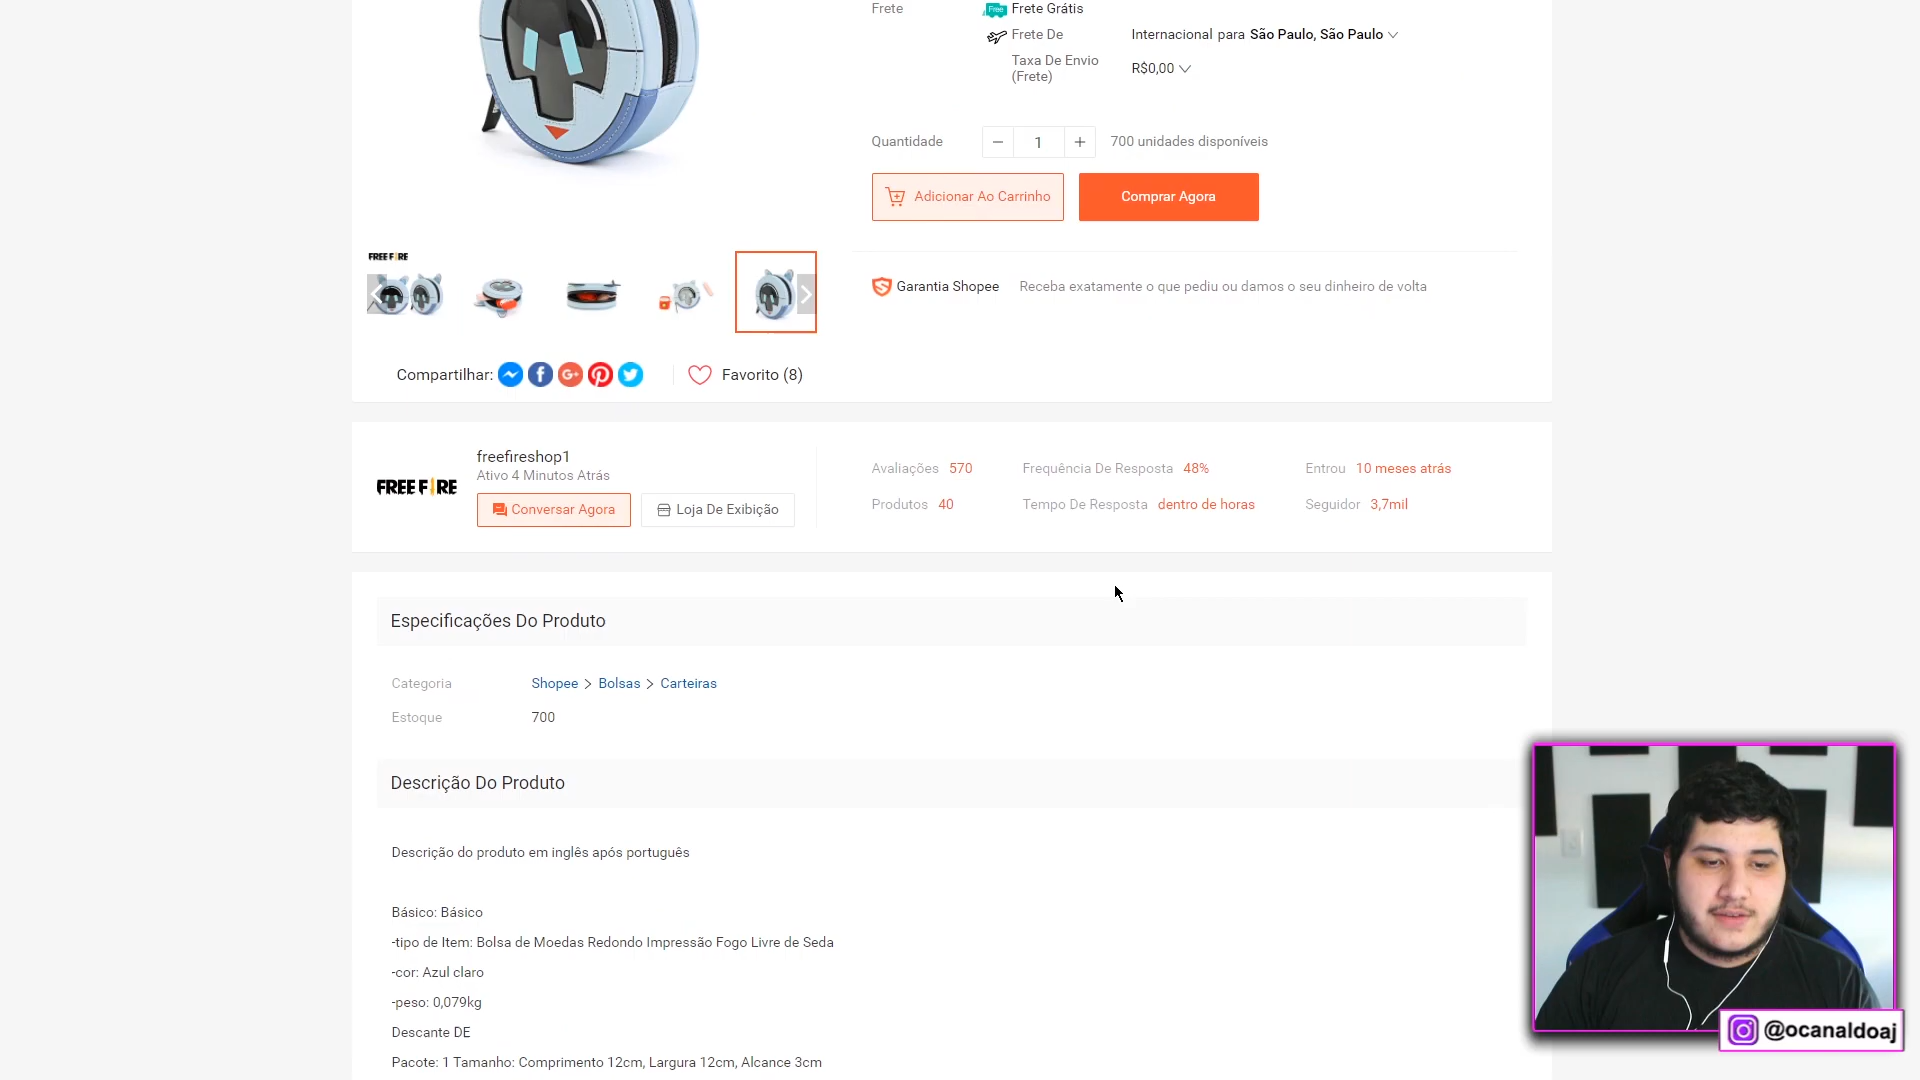 Frete
Free
Frete Grátis
Frete De
Internacional para São Paulo, São Paulo
Taxa De Envio
(Frete)
R$0,00
Quantidade
1
700 unidades disponíveis
Adicionar Ao Carrinho
Comprar Agora
FREE FIRE
Garantia Shopee
Receba exatamente o que pediu ou damos o seu dinheiro de volta
Compartilhar:
Favorito (8)
FREE FIRE
freefireshop1
Ativo 4 Minutos Atrás
Conversar Agora
Loja De Exibição
Avaliações 570
Frequência De Resposta 48%
Entrou 10 meses atrás
Produtos 40
Tempo De Resposta dentro de horas
Seguidor 3,7mil
Especificações Do Produto
Categoria
Shopee > Bolsas > Carteiras
Estoque
700
Descrição Do Produto
Descrição do produto em inglês após português
Básico: Básico
-tipo de Item: Bolsa de Moedas Redondo Impressão Fogo Livre de Seda
-cor: Azul claro
-peso: 0,079kg
Descante DE
Pacote: 1 Tamanho: Comprimento 12cm, Largura 12cm, Alcance 3cm
@ocanaldoaj